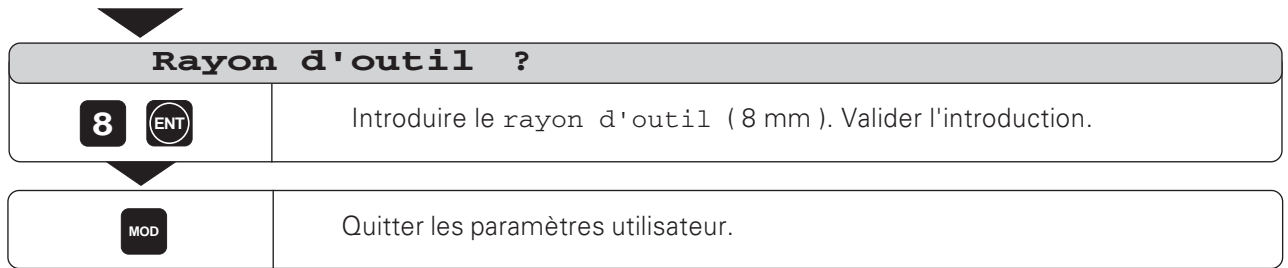 Rayon d'outil ?
8 ENT Introduire le rayon d'outil ( 8 mm ). Valider l'introduction.
MOD Quitter les paramètres utilisateur.